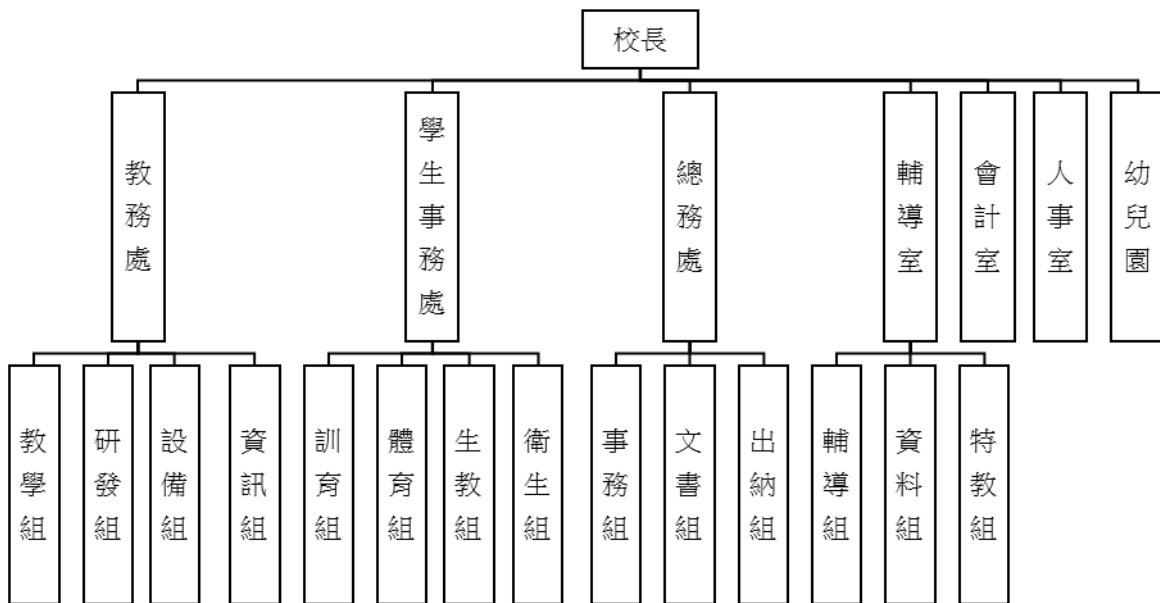 校長
教務處
學生事務處
總務處
輔導室
會計室
人事室
幼兒園
教學組
研發組
設備組
資訊組
訓育組
體育組
生教組
衛生組
事務組
文書組
出納組
輔導組
資料組
特教組